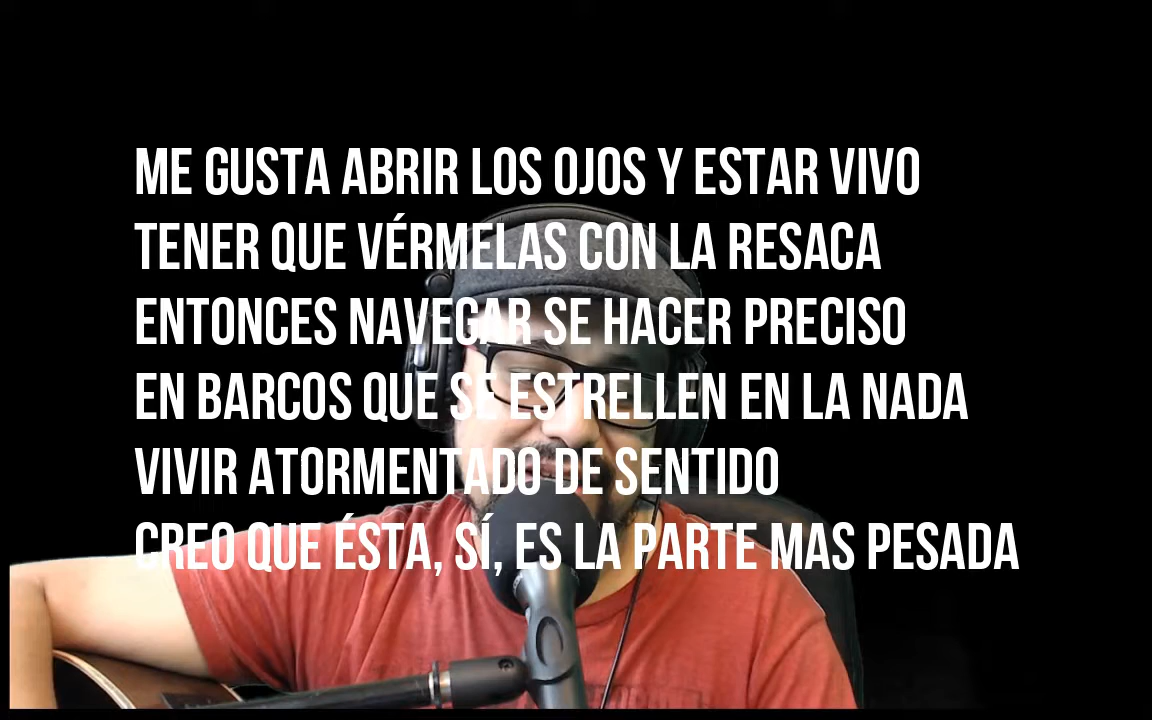 ME GUSTA ABRIR LOS OJOS Y ESTAR VIVO
TENER QUE VÉRMELAS CON LA RESACA
ENTONCES NAVEGAR SE HACER PRECISO
EN BARCOS QUE SE ESTRELLEN EN LA NADA
VIVIR ATORMENTADO DE SENTIDO
CREO QUE ÉSTA, SÍ, ES LA PARTE MAS PESADA